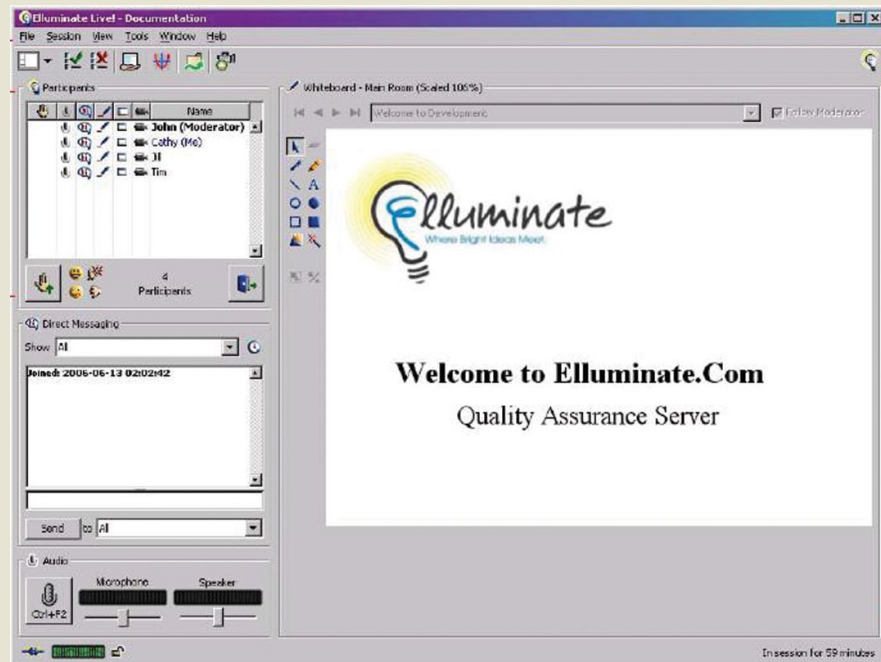 Elluminate Live! - Documentation
File Session View Tools Window Help
Participants
Name
John (Moderator)
Cathy (Me)
Jl
Tim
4
Participants
Direct Messaging
Show All
Joined: 2006-06-13 02:02:42
Send to All
Audio
Microphone Speaker
Ctrl+F2
Whiteboard - Main Room (Scaled 106%)
Welcome to Development
Follow Moderator
Elluminate
Where Bright Ideas Meet.
Welcome to Elluminate.Com
Quality Assurance Server
In session for 59 minutes